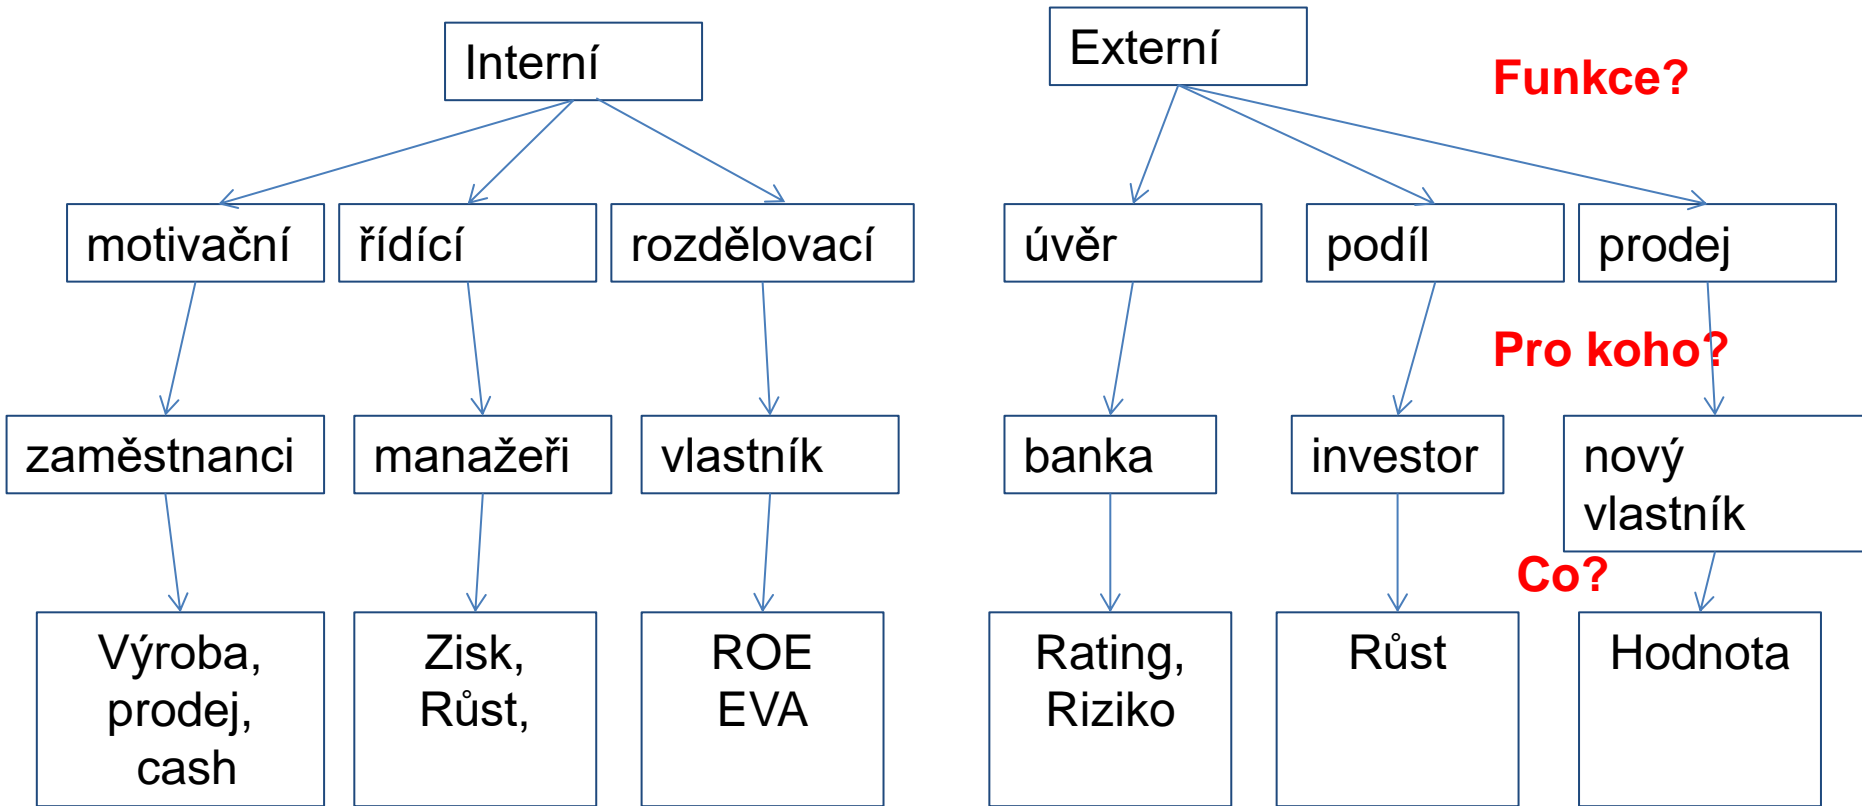 Interní
Externí
Funkce?
motivační
řídící
rozdělovací
úvěr
podíl
prodej
Pro koho?
zaměstnanci
manažeři
vlastník
banka
investor
nový
vlastník
Co?
Výroba,
prodej,
cash
Zisk,
Růst,
ROE
EVA
Rating,
Riziko
Růst
Hodnota